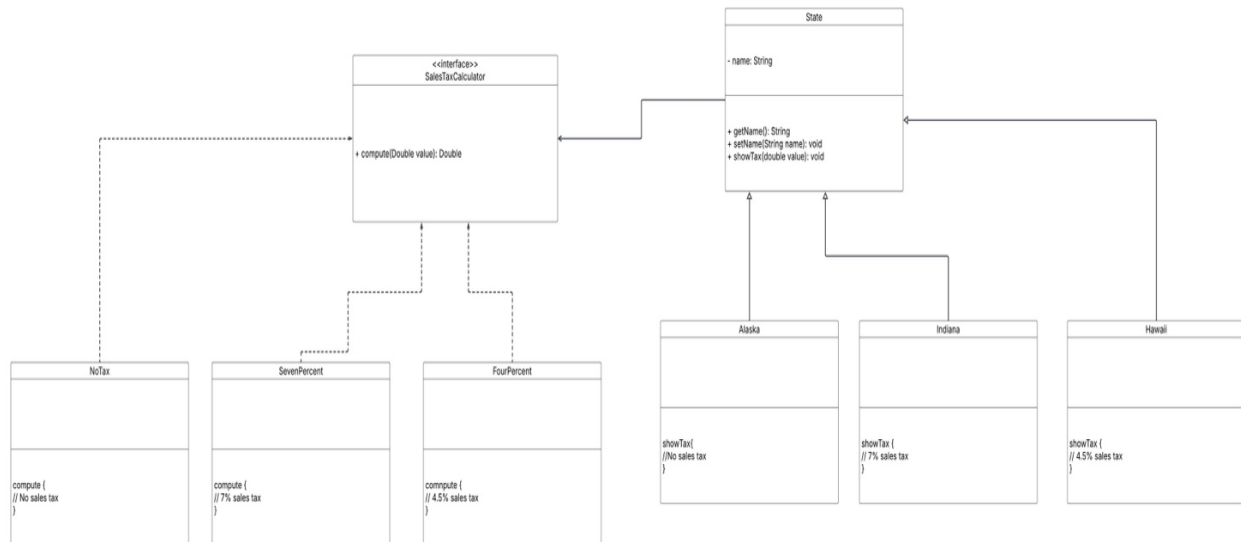 State
- name: String
+ getName(): String
+ setName(String name): void
+ showTax(double value): void
<<interface>>
SalesTaxCalculator
+ compute(Double value): Double
NoTax
compute {
// No sales tax
}
SevenPercent
compute {
// 7% sales tax
}
FourPercent
comnpute {
// 4.5% sales tax
}
Alaska
showTax{
//No sales tax
}
Indiana
showTax {
// 7% sales tax
}
Hawaii
showTax {
// 4.5% sales tax
}